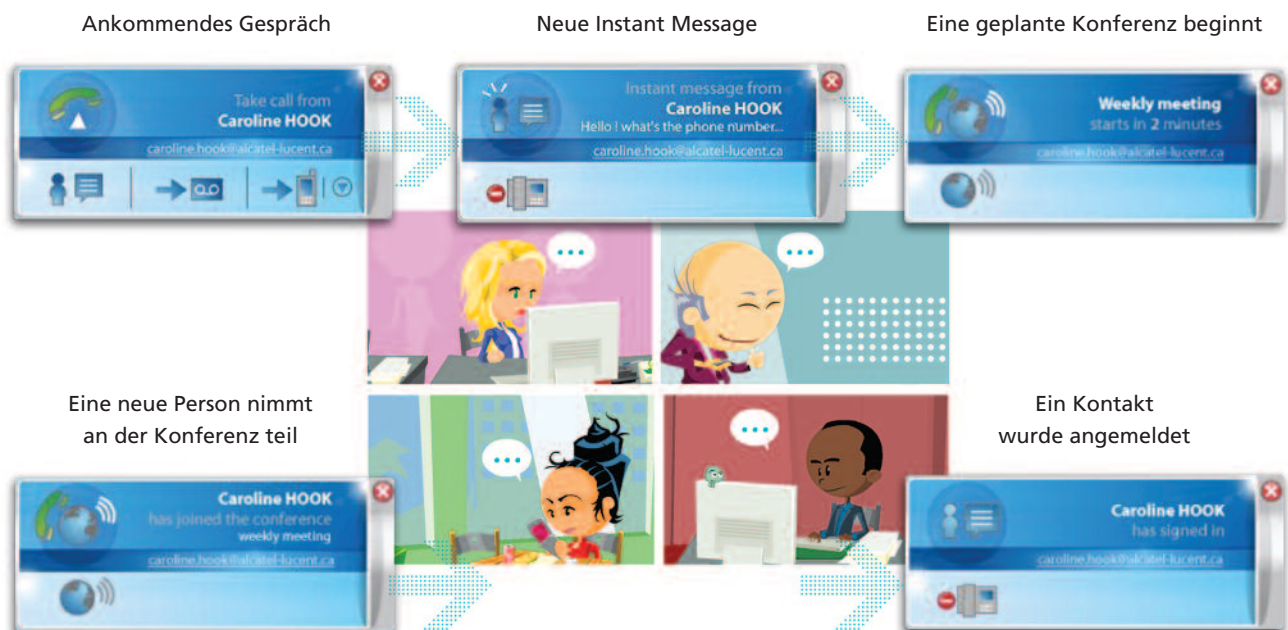 Ankommendes Gespräch
Take call from
Caroline HOOK
caroline.hook@alcatel-lucent.ca
Neue Instant Message
Instant message from
Caroline HOOK
Hello ! what's the phone number...
caroline.hook@alcatel-lucent.ca
Eine geplante Konferenz beginnt
Weekly meeting
starts in 2 minutes
caroline.hook@alcatel-lucent.ca
Eine neue Person nimmt
an der Konferenz teil
Caroline HOOK
has joined the conference
weekly meeting
caroline.hook@alcatel-lucent.ca
Ein Kontakt
wurde angemeldet
Caroline HOOK
has signed in
caroline.hook@alcatel-lucent.ca